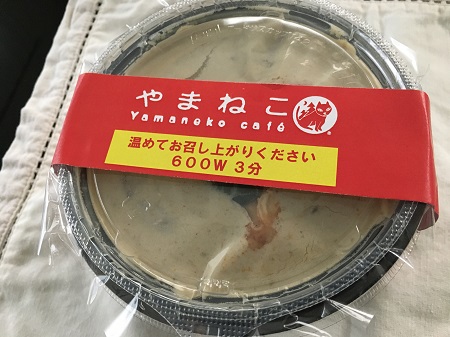 やまねこ
Yamaneko café
温めてお召し上がりください
600W 3分